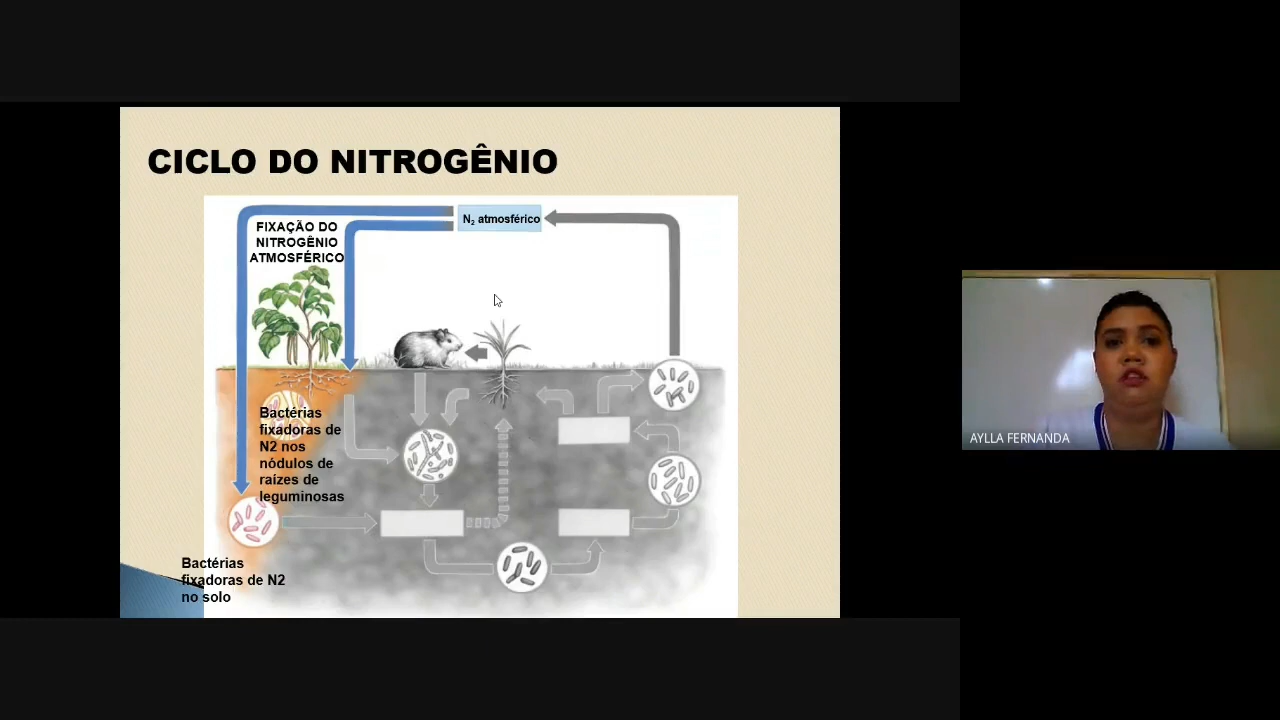 CICLO DO NITROGÊNIO
N₂ atmosférico
FIXAÇÃO DO
NITROGÊNIO
ATMOSFÉRICO
Bactérias
fixadoras de
N2 nos
nódulos de
raízes de
leguminosas
Bactérias
fixadoras de N2
no solo
AYLLA FERNANDA